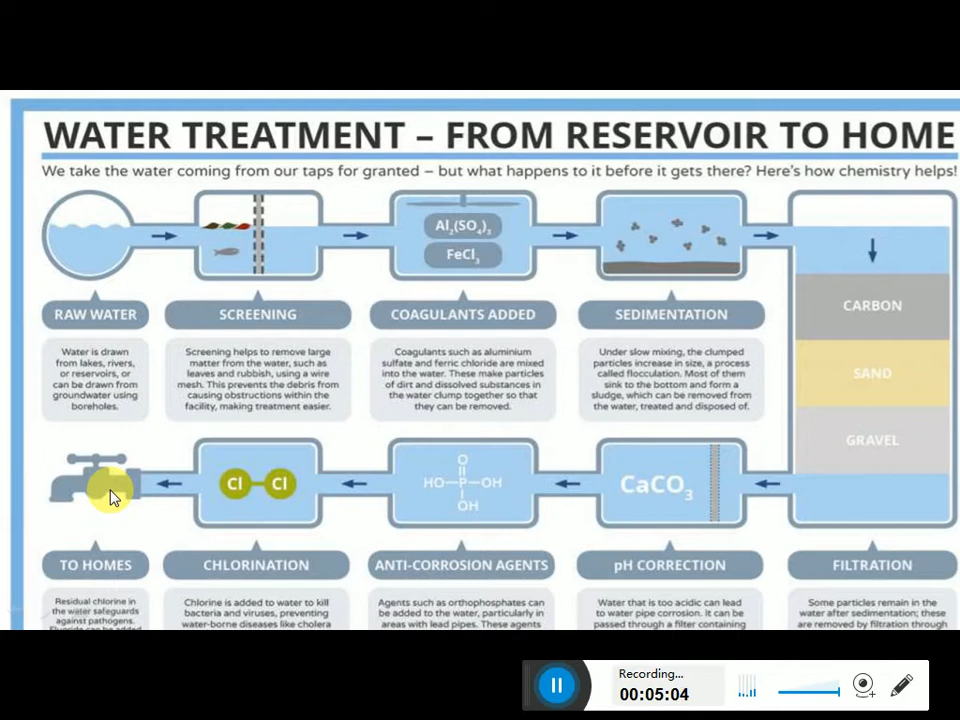 WATER TREATMENT – FROM RESERVOIR TO HOME
We take the water coming from our taps for granted – but what happens to it before it gets there? Here's how chemistry helps!
Al2(SO4)3
FeCl3
RAW WATER
Water is drawn
from lakes, rivers,
or reservoirs, or
can be drawn from
groundwater using
boreholes.
SCREENING
Screening helps to remove large
matter from the water, such as
leaves and rubbish, using a wire
mesh. This prevents the debris from
causing obstructions within the
facility, making treatment easier.
COAGULANTS ADDED
Coagulants such as aluminium
sulfate and ferric chloride are mixed
into the water. These make particles
of dirt and dissolved substances in
the water clump together so that
they can be removed.
SEDIMENTATION
Under slow mixing, the clumped
particles increase in size, a process
called flocculation. Most of them
sink to the bottom and form a
sludge, which can be removed from
the water, treated and disposed of.
CARBON
SAND
GRAVEL
Cl Cl
O
HO P OH
OH
CaCO3
TO HOMES
Residual chlorine in
the water safeguards
against pathogens.
Fluoride can be added
CHLORINATION
Chlorine is added to water to kill
bacteria and viruses, preventing
water-borne diseases like cholera
ANTI-CORROSION AGENTS
Agents such as orthophosphates can
be added to the water, particularly in
areas with lead pipes. These agents
pH CORRECTION
Water that is too acidic can lead
to water pipe corrosion. It can be
passed through a filter containing
FILTRATION
Some particles remain in the
water after sedimentation; these
are removed by filtration through
Recording...
00:05:04